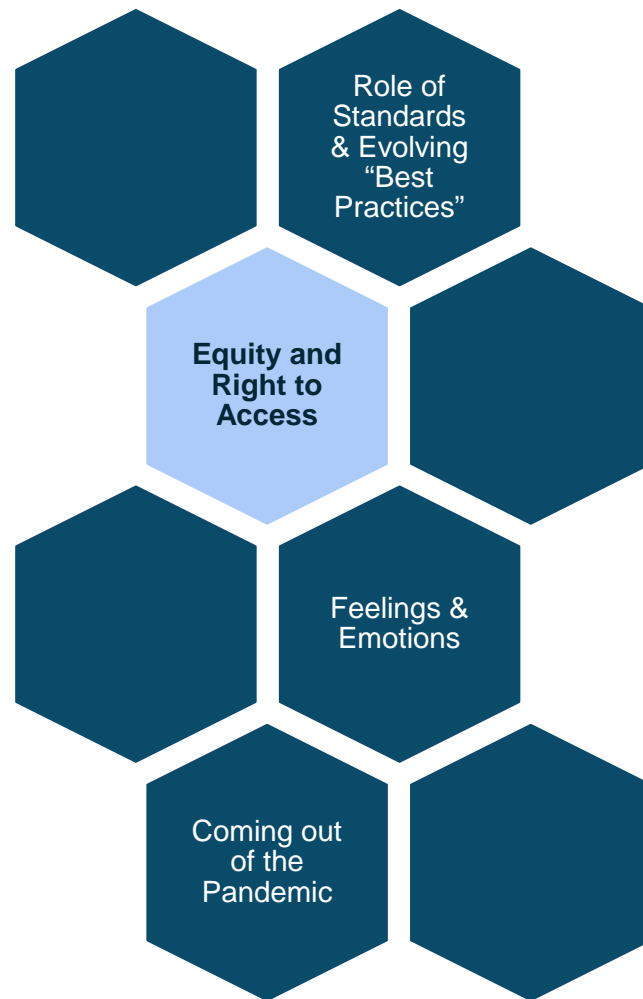 Role of
Standards
& Evolving
“Best
Practices”
Equity and
Right to
Access
Feelings &
Emotions
Coming out
of the
Pandemic